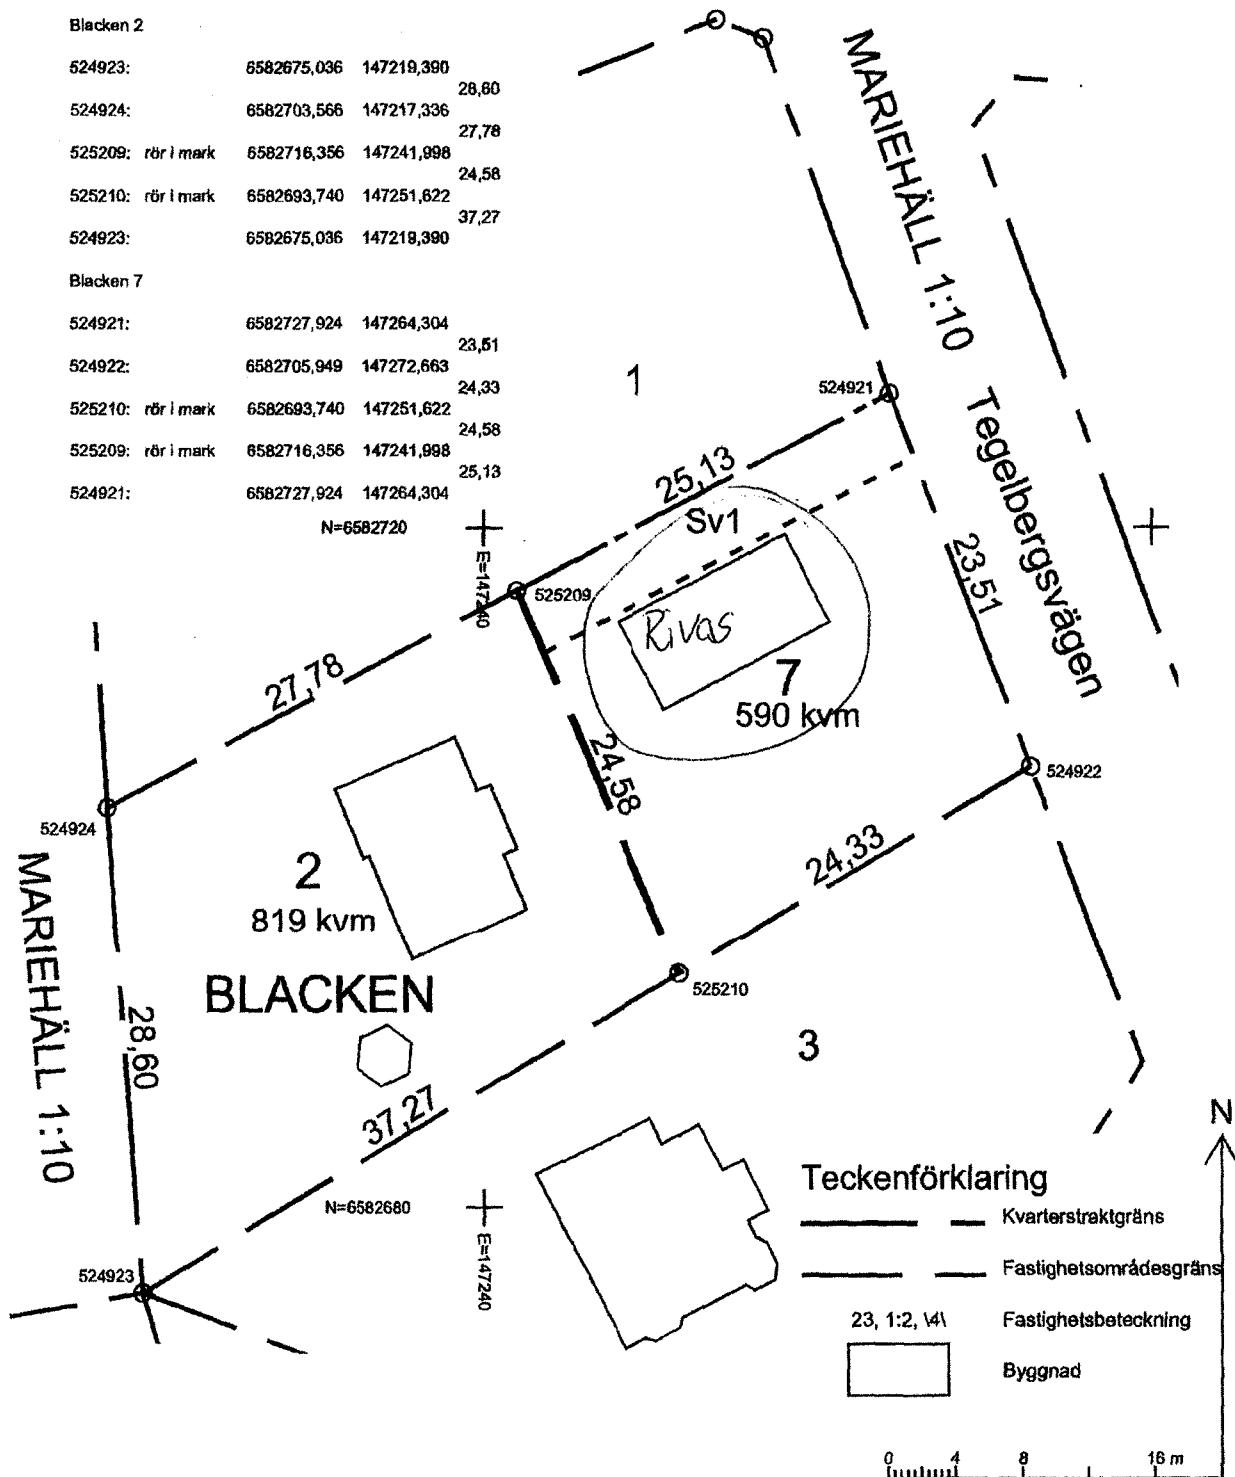 Blacken 2
524923: 6582675,036 147219,390
28,60
524924: 6582703,566 147217,336
27,78
525209: rör i mark 6582716,356 147241,998
24,58
525210: rör i mark 6582693,740 147251,622
37,27
524923: 6582675,036 147219,390
Blacken 7
524921: 6582727,924 147264,304
23,51
524922: 6582705,949 147272,663
24,33
525210: rör i mark 6582693,740 147251,622
24,58
525209: rör i mark 6582716,356 147241,998
25,13
524921: 6582727,924 147264,304
N=6582720
E=147240
MARIEHÄLL 1:10
Tegelbergsvägen
1
524921
25,13
Sv1
23,51
525209
Rivas
7
590 kvm
27,78
24,58
524922
524924
24,33
2
819 kvm
MARIEHÄLL 1:10
BLACKEN
525210
28,60
3
37,27
N=6582680
E=147240
524923
N
Teckenförklaring
Kvarterstraktgräns
Fastighetsområdesgräns
23, 1:2, \4\ Fastighetsbeteckning
Byggnad
0 4 8 16 m